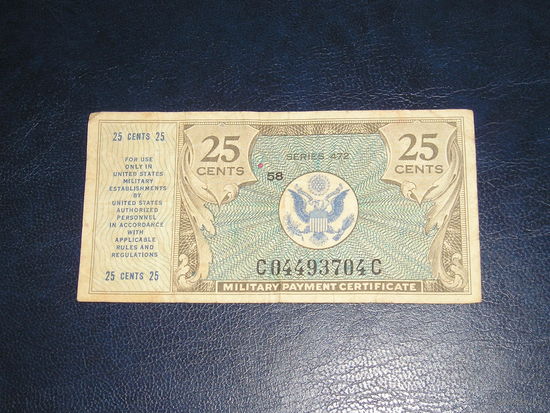 25 CENTS 25
FOR USE
ONLY IN
UNITED STATES
MILITARY
ESTABLISHMENTS
BY
UNITED STATES
AUTHORIZED
PERSONNEL
IN ACCORDANCE
WITH
APPLICABLE
RULES AND
REGULATIONS
25 CENTS 25
25
CENTS
SERIES 472
25
CENTS
58
C04493704C
MILITARY PAYMENT CERTIFICATE